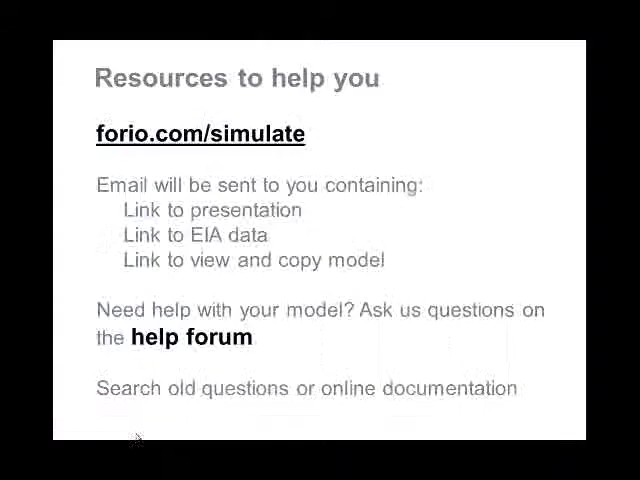 Resources to help you
forio.com/simulate
Email will be sent to you containing:
Link to presentation
Link to EIA data
Link to view and copy model
Need help with your model? Ask us questions on
the help forum
Search old questions or online documentation